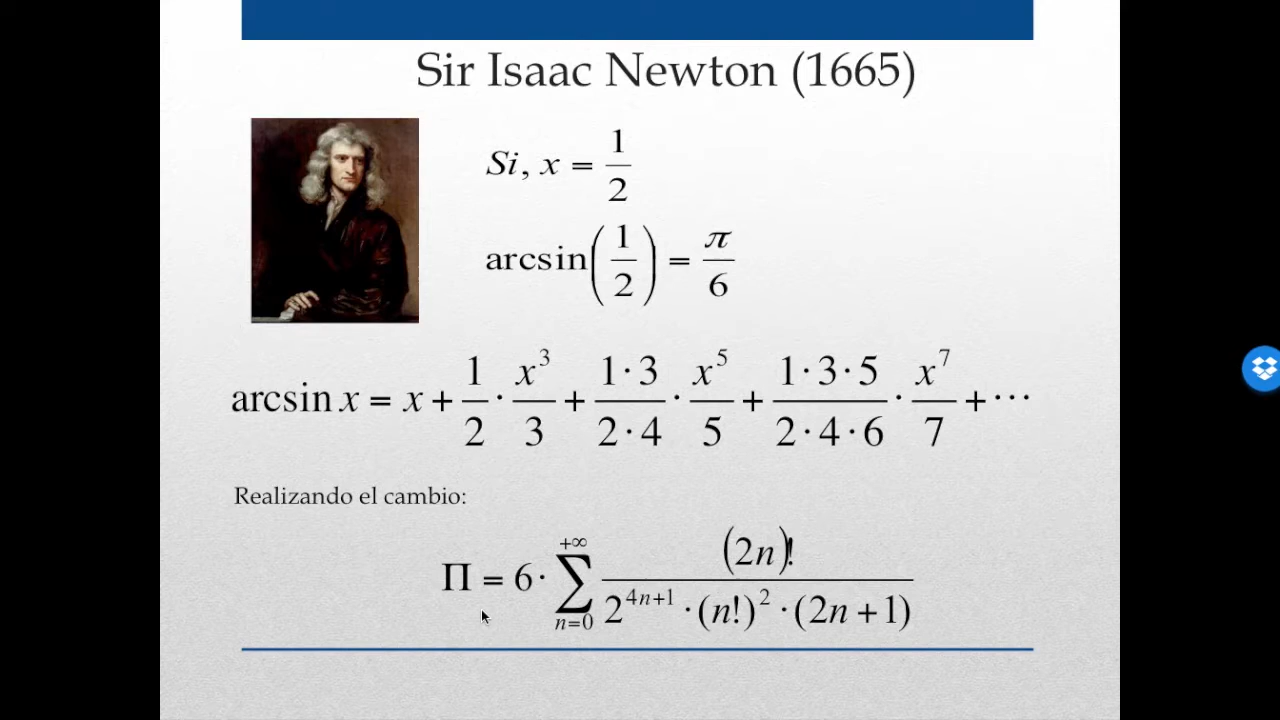 Sir Isaac Newton (1665)
Si, x = 1/2
arcsin(1/2) = π/6
arcsin x = x + 1/2 · x³/3 + 1·3/2·4 · x⁵/5 + 1·3·5/2·4·6 · x⁷/7 + ⋯
Realizando el cambio:
Π = 6 · ∑_{n=0}^{+∞} (2n)! / 2^{4n+1} · (n!)² · (2n + 1)